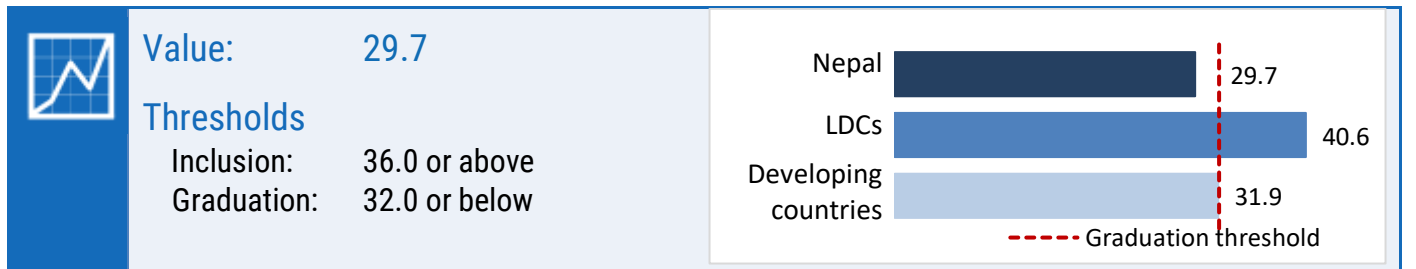 Value: 29.7
Thresholds
Inclusion: 36.0 or above
Graduation: 32.0 or below
Nepal 29.7
LDCs 40.6
Developing
countries 31.9
Graduation threshold